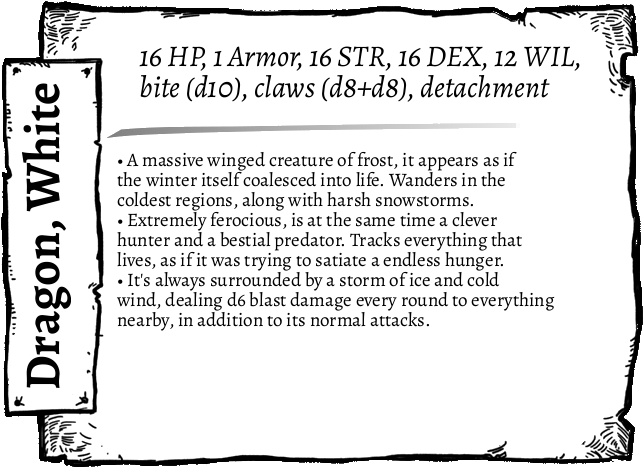 Dragon, White
16 HP, 1 Armor, 16 STR, 16 DEX, 12 WIL,
bite (d10), claws (d8+d8), detachment
• A massive winged creature of frost, it appears as if
the winter itself coalesced into life. Wanders in the
coldest regions, along with harsh snowstorms.
• Extremely ferocious, is at the same time a clever
hunter and a bestial predator. Tracks everything that
lives, as if it was trying to satiate a endless hunger.
• It's always surrounded by a storm of ice and cold
wind, dealing d6 blast damage every round to everything
nearby, in addition to its normal attacks.